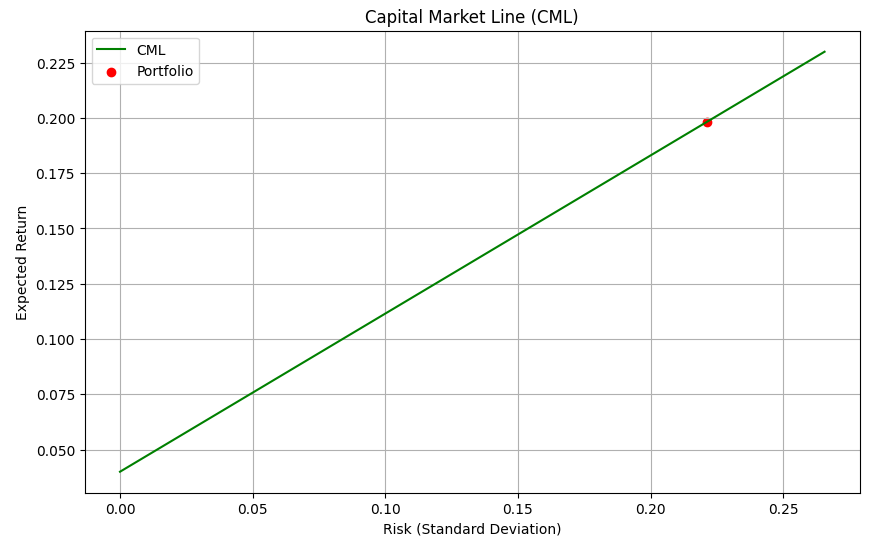 Capital Market Line (CML)
CML
Portfolio
0.225
0.200
0.175
0.150
0.125
0.100
0.075
0.050
Expected Return
0.00 0.05 0.10 0.15 0.20 0.25
Risk (Standard Deviation)